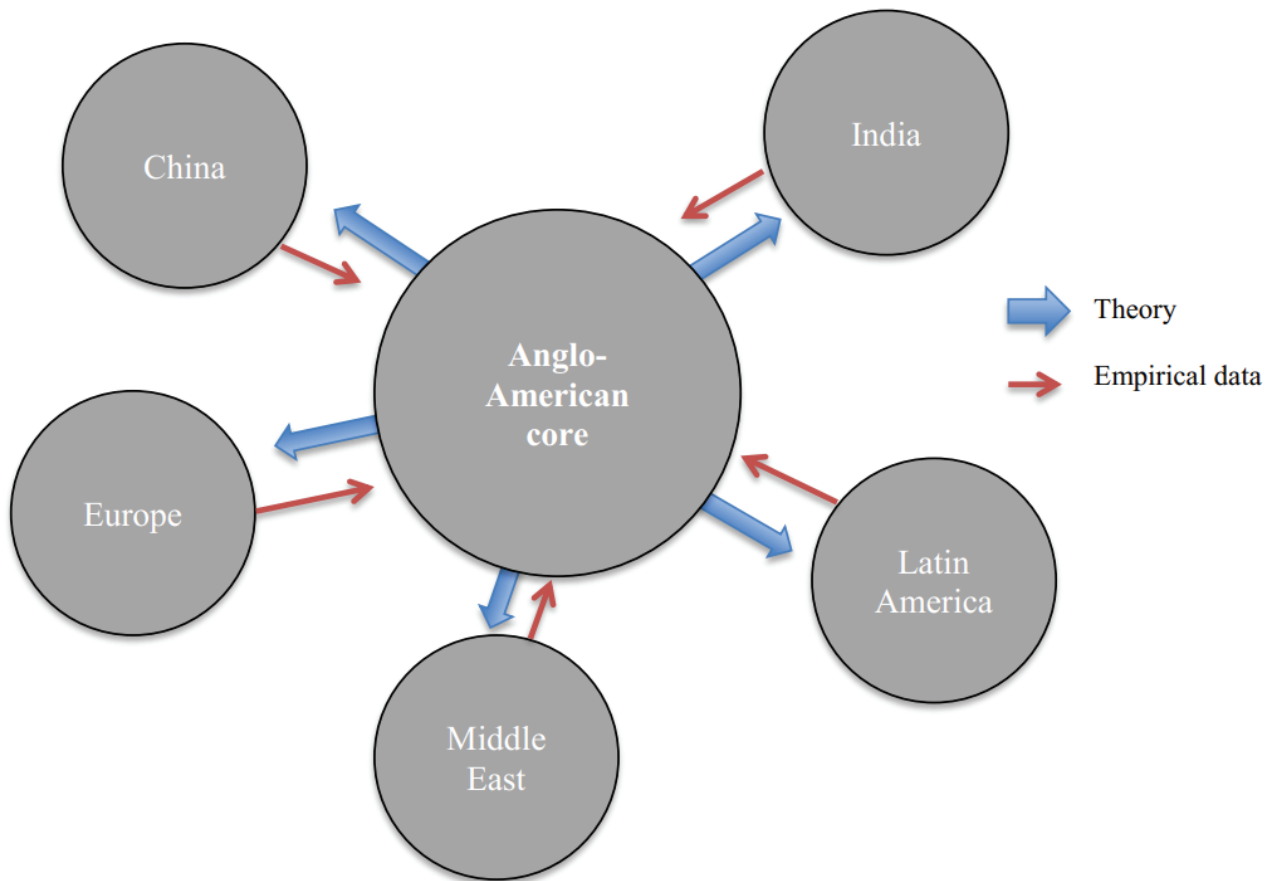 China
India
Anglo-
American
core
Theory
Empirical data
Europe
Latin
America
Middle
East